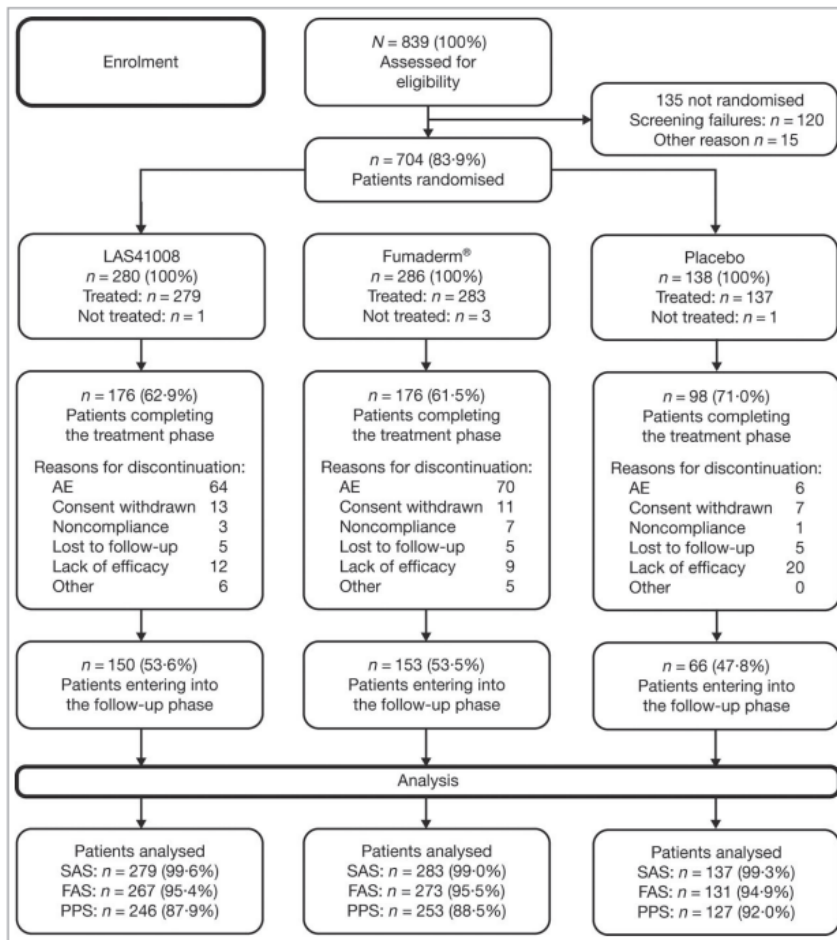 Enrolment
N = 839 (100%)
Assessed for
eligibility
135 not randomised
Screening failures: n = 120
Other reason n = 15
n = 704 (83·9%)
Patients randomised
LAS41008
n = 280 (100%)
Treated: n = 279
Not treated: n = 1
Fumaderm®
n = 286 (100%)
Treated: n = 283
Not treated: n = 3
Placebo
n = 138 (100%)
Treated: n = 137
Not treated: n = 1
n = 176 (62·9%)
Patients completing
the treatment phase
Reasons for discontinuation:
AE 64
Consent withdrawn 13
Noncompliance 3
Lost to follow-up 5
Lack of efficacy 12
Other 6
n = 176 (61·5%)
Patients completing
the treatment phase
Reasons for discontinuation:
AE 70
Consent withdrawn 11
Noncompliance 7
Lost to follow-up 5
Lack of efficacy 9
Other 5
n = 98 (71·0%)
Patients completing
the treatment phase
Reasons for discontinuation:
AE 6
Consent withdrawn 7
Noncompliance 1
Lost to follow-up 5
Lack of efficacy 20
Other 0
n = 150 (53·6%)
Patients entering into
the follow-up phase
n = 153 (53·5%)
Patients entering into
the follow-up phase
n = 66 (47·8%)
Patients entering into
the follow-up phase
Analysis
Patients analysed
SAS: n = 279 (99·6%)
FAS: n = 267 (95·4%)
PPS: n = 246 (87·9%)
Patients analysed
SAS: n = 283 (99·0%)
FAS: n = 273 (95·5%)
PPS: n = 253 (88·5%)
Patients analysed
SAS: n = 137 (99·3%)
FAS: n = 131 (94·9%)
PPS: n = 127 (92·0%)